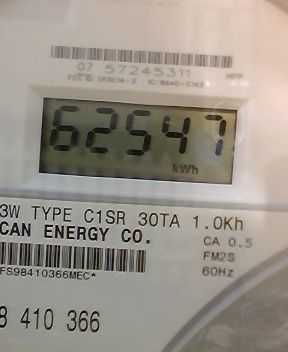 07 57245311
62547
kWh
3W TYPE C1SR 30TA 1.0Kh
CAN ENERGY CO.
CA 0.5
FM2S
60Hz
FS98410366MEC*
8 410 366